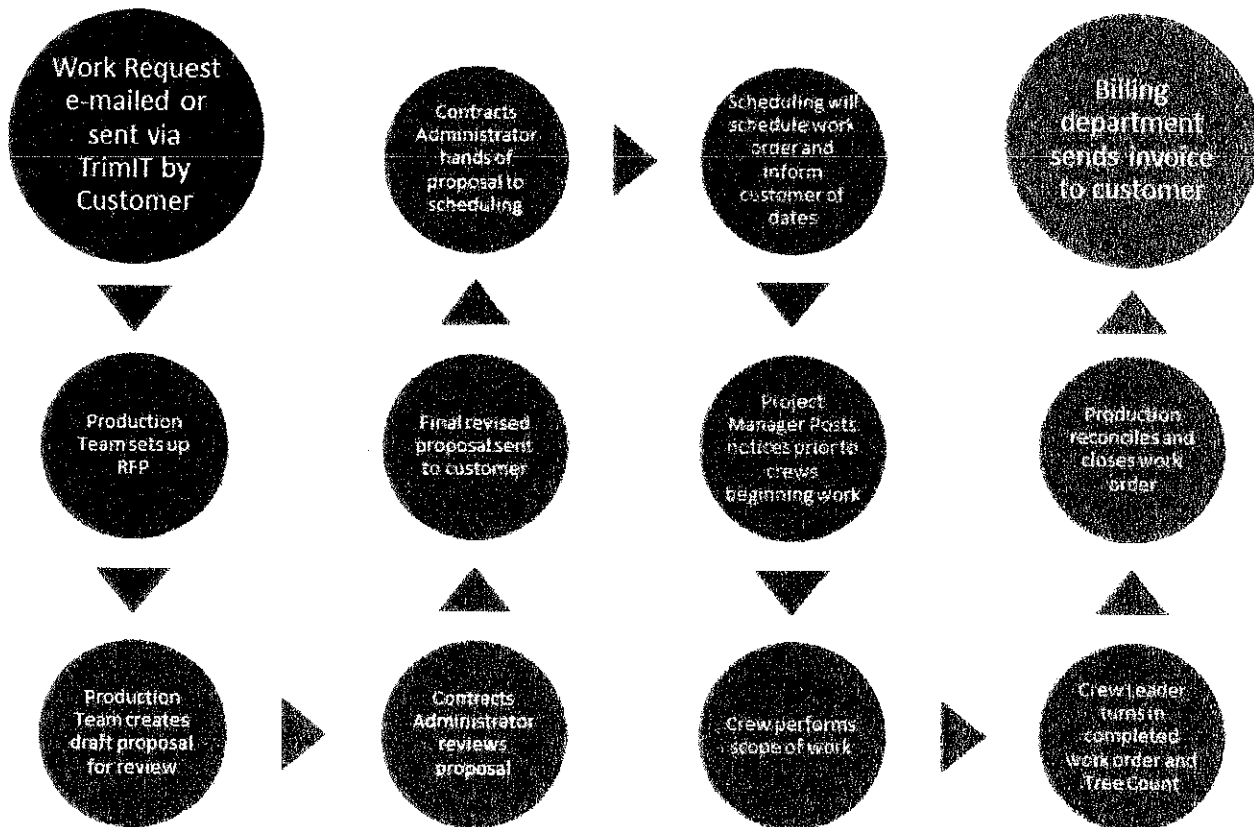 Work Request
e-mailed or
sent via
TrimIT by
Customer
Production
Team sets up
RFP
Production
Team creates
draft proposal
for review
Contracts
Administrator
reviews
proposal
Final revised
proposal sent
to customer
Contracts
Administrator
hands of
proposal to
scheduling
Scheduling will
schedule work
order and
inform
customer of
dates
Project
Manager Posts
notices prior to
crews
beginning work
Crew performs
scope of work
Crew Leader
turns in
completed
work order and
Tree Count
Production
reconciles and
closes work
order
Billing
department
sends invoice
to customer